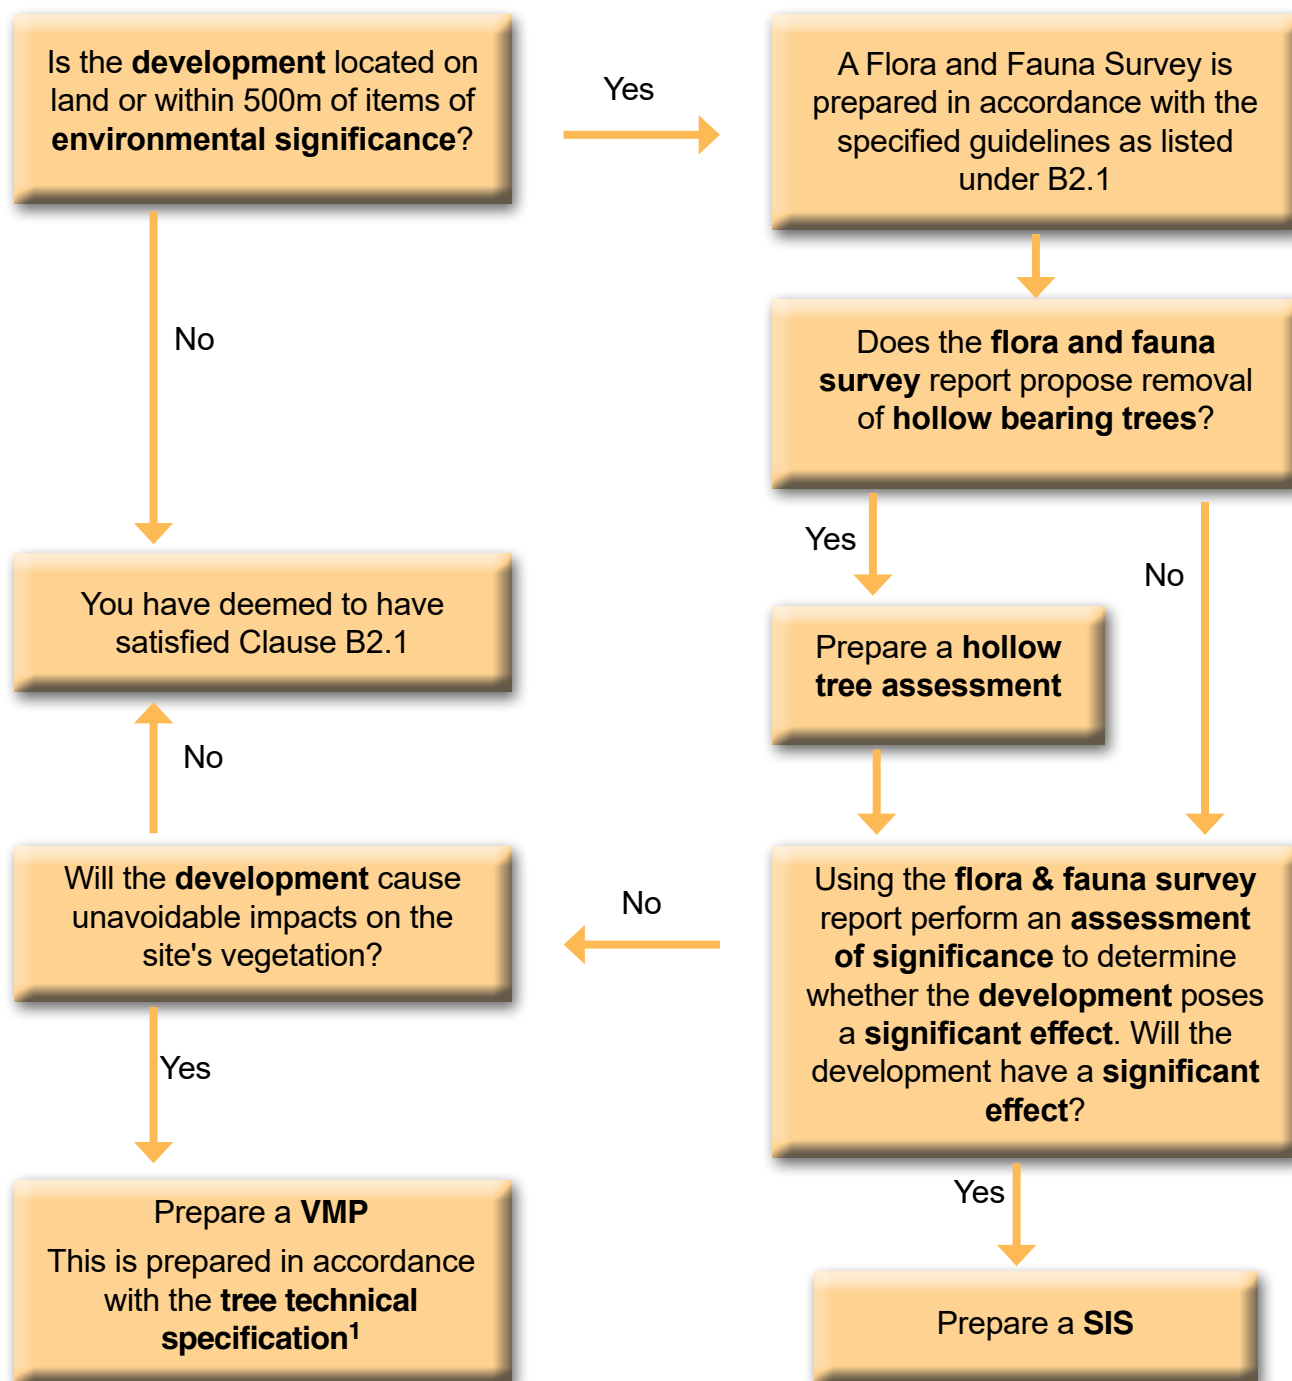 Is the development located on
land or within 500m of items of
environmental significance?
Yes
A Flora and Fauna Survey is
prepared in accordance with the
specified guidelines as listed
under B2.1
No
Does the flora and fauna
survey report propose removal
of hollow bearing trees?
Yes
No
You have deemed to have
satisfied Clause B2.1
Prepare a hollow
tree assessment
No
Will the development cause
unavoidable impacts on the
site's vegetation?
No
Using the flora & fauna survey
report perform an assessment
of significance to determine
whether the development poses
a significant effect. Will the
development have a significant
effect?
Yes
Yes
Prepare a VMP
This is prepared in accordance
with the tree technical
specification1
Prepare a SIS